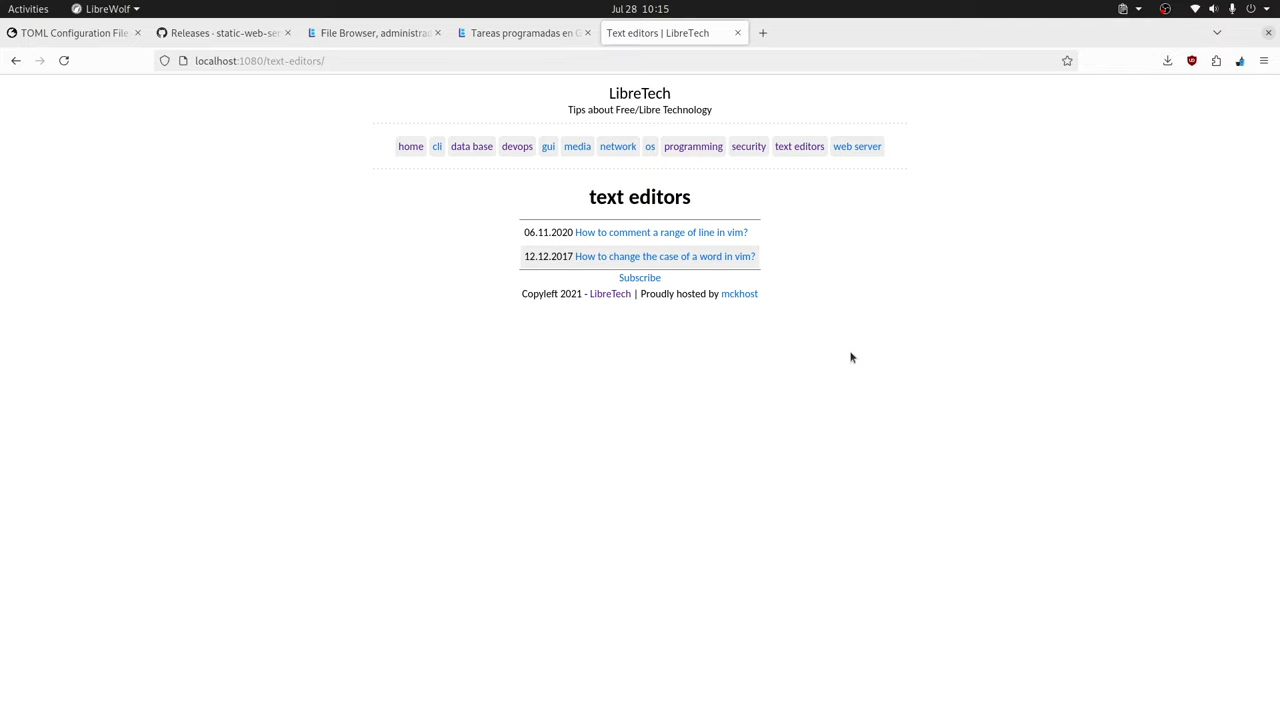 Activities LibreWolf Jul 28 10:15
TOML Configuration File Releases · static-web-ser File Browser, administrad Tareas programadas en G Text editors | LibreTech
localhost:1080/text-editors/
LibreTech
Tips about Free/Libre Technology
home cli data base devops gui media network os programming security text editors web server
text editors
06.11.2020 How to comment a range of line in vim?
12.12.2017 How to change the case of a word in vim?
Subscribe
Copyleft 2021 - LibreTech | Proudly hosted by mckhost